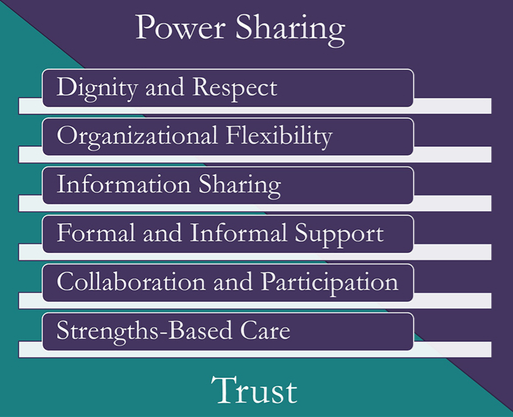 Power Sharing
Dignity and Respect
Organizational Flexibility
Information Sharing
Formal and Informal Support
Collaboration and Participation
Strengths-Based Care
Trust